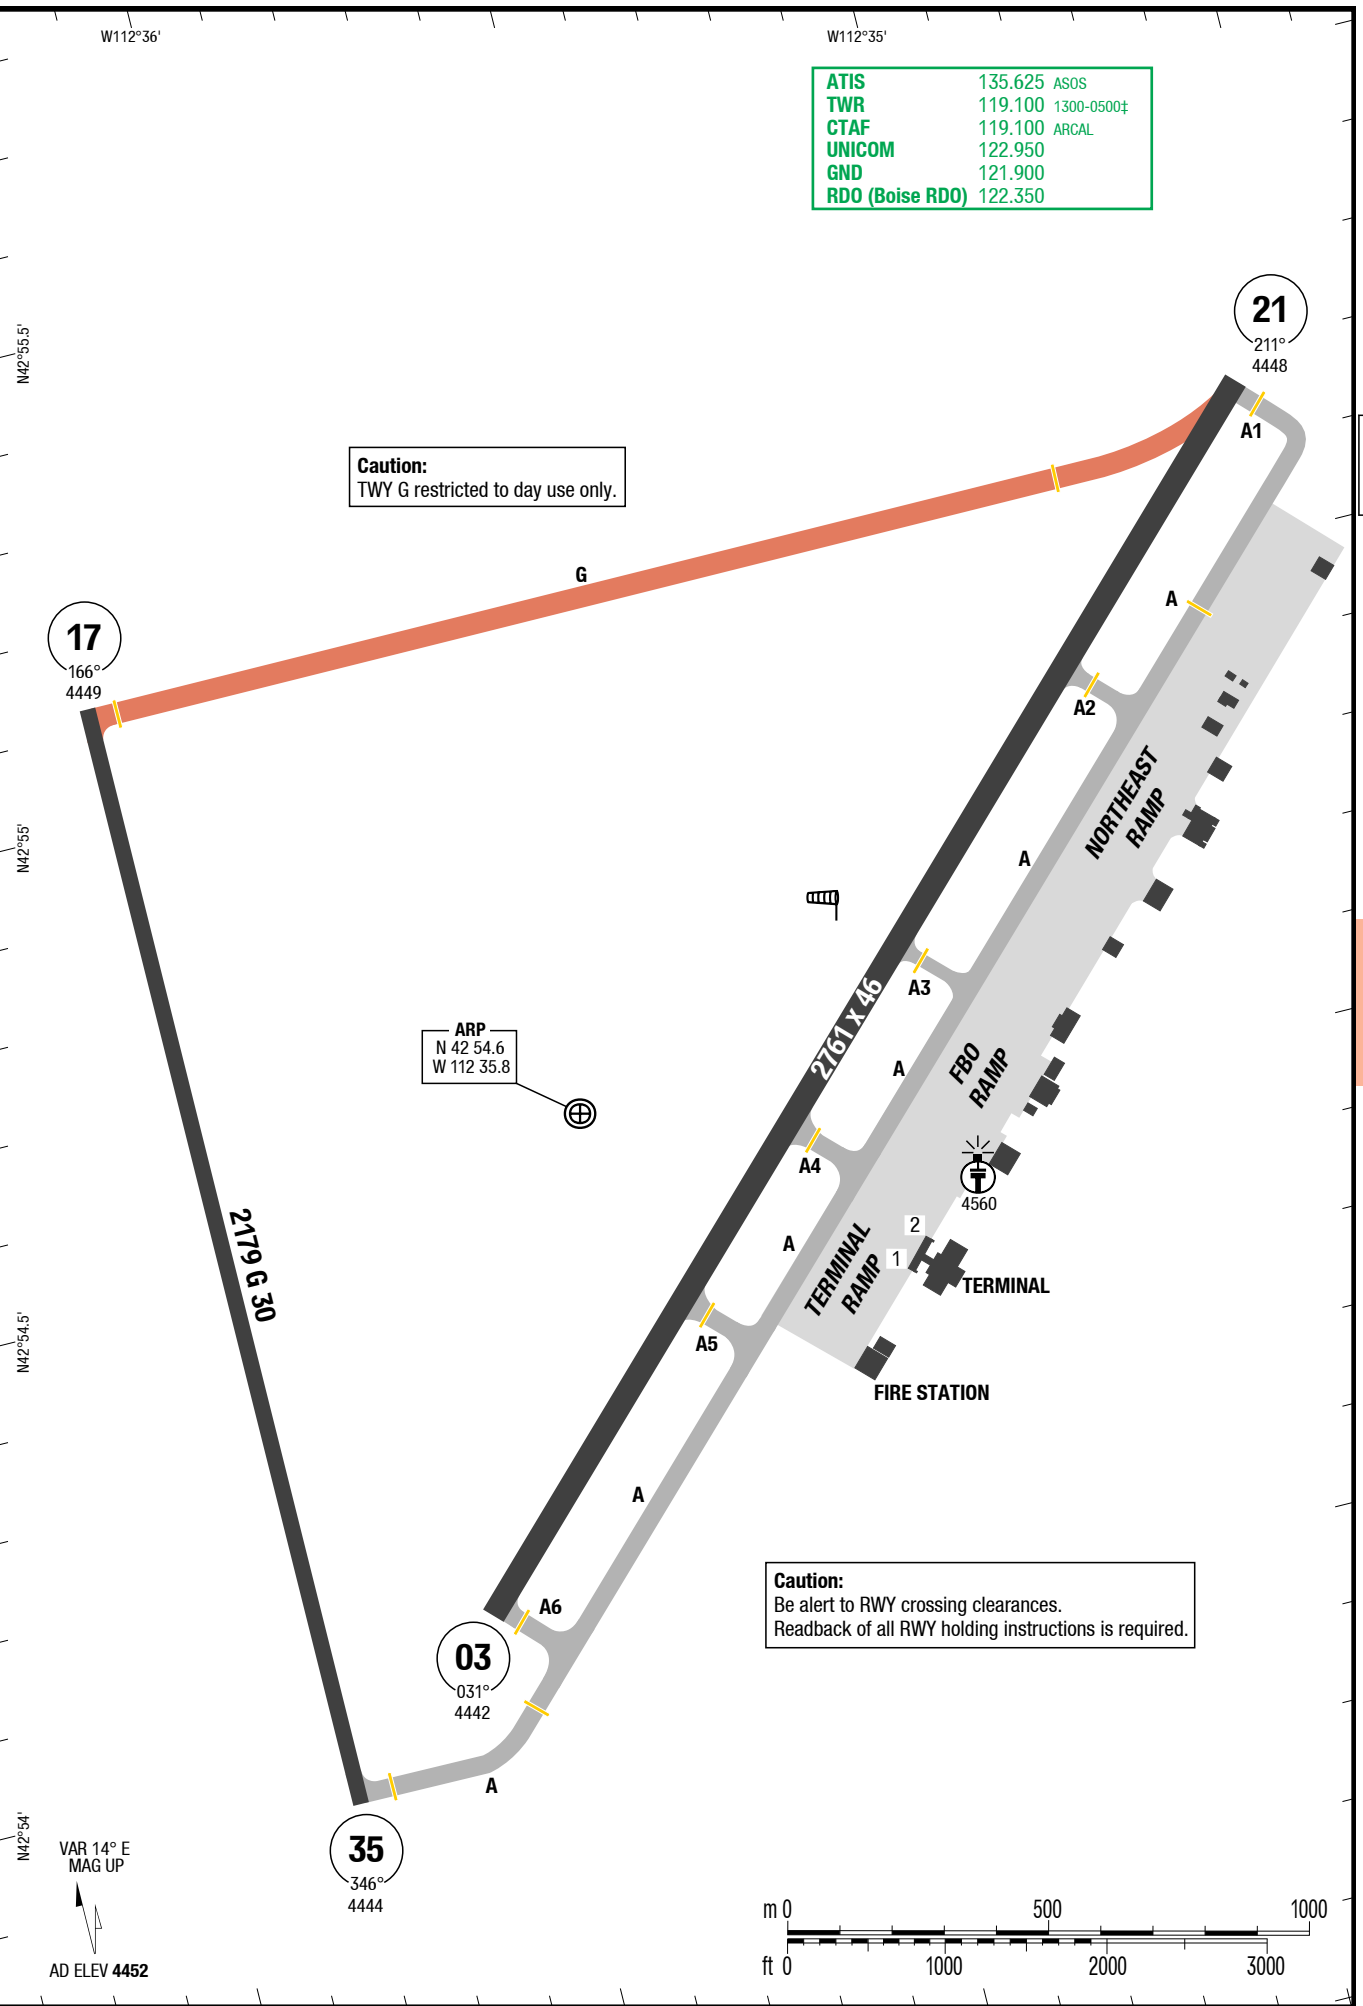 W112°36'
W112°35'
ATIS 135.625 ASOS
TWR 119.100 1300-0500‡
CTAF 119.100 ARCAL
UNICOM 122.950
GND 121.900
RDO (Boise RDO) 122.350
21
211°
4448
N42°55.5'
A1
Caution:
TWY G restricted to day use only.
G
A
17
166°
4449
A2
NORTHEAST
RAMP
N42°55'
A
A3
2761 x 46
ARP
N 42 54.6
W 112 35.8
A
FBO
RAMP
A4
4560
2179 G 30
A
TERMINAL
RAMP
2
1
TERMINAL
N42°54.5'
A5
FIRE STATION
A
Caution:
Be alert to RWY crossing clearances.
Readback of all RWY holding instructions is required.
A6
03
031°
4442
A
35
346°
4444
N42°54'
VAR 14° E
MAG UP
AD ELEV 4452
m 0 500 1000
ft 0 1000 2000 3000